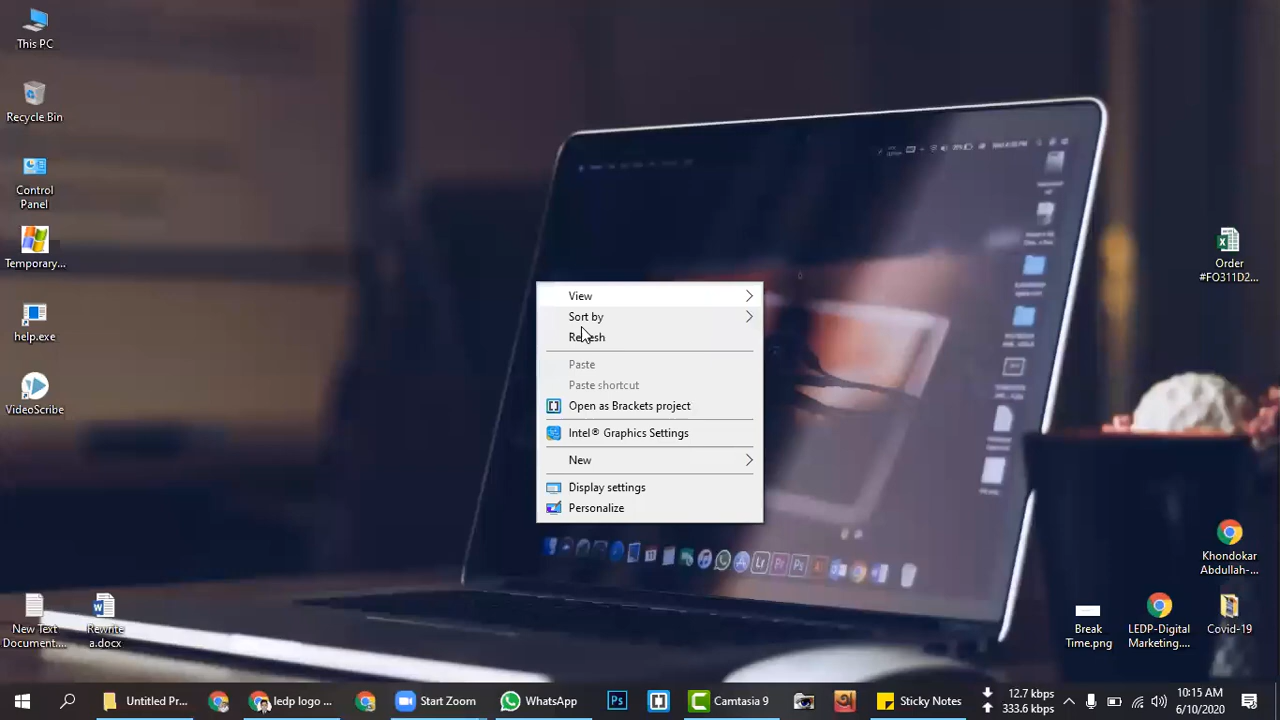 This PC
Recycle Bin
Control
Panel
Temporary...
help.exe
VideoScribe
New Text
Document....
Rewrite
a.docx
View
Sort by
Refresh
Paste
Paste shortcut
Open as Brackets project
Intel® Graphics Settings
New
Display settings
Personalize
Order
#FO311D2...
Khondokar
Abdullah-...
Break
Time.png
LEDP-Digital
Marketing....
Covid-19
Untitled Pr...
ledp logo ...
Start Zoom
WhatsApp
Ps
Camtasia 9
Sticky Notes
12.7 kbps
333.6 kbps
10:15 AM
6/10/2020